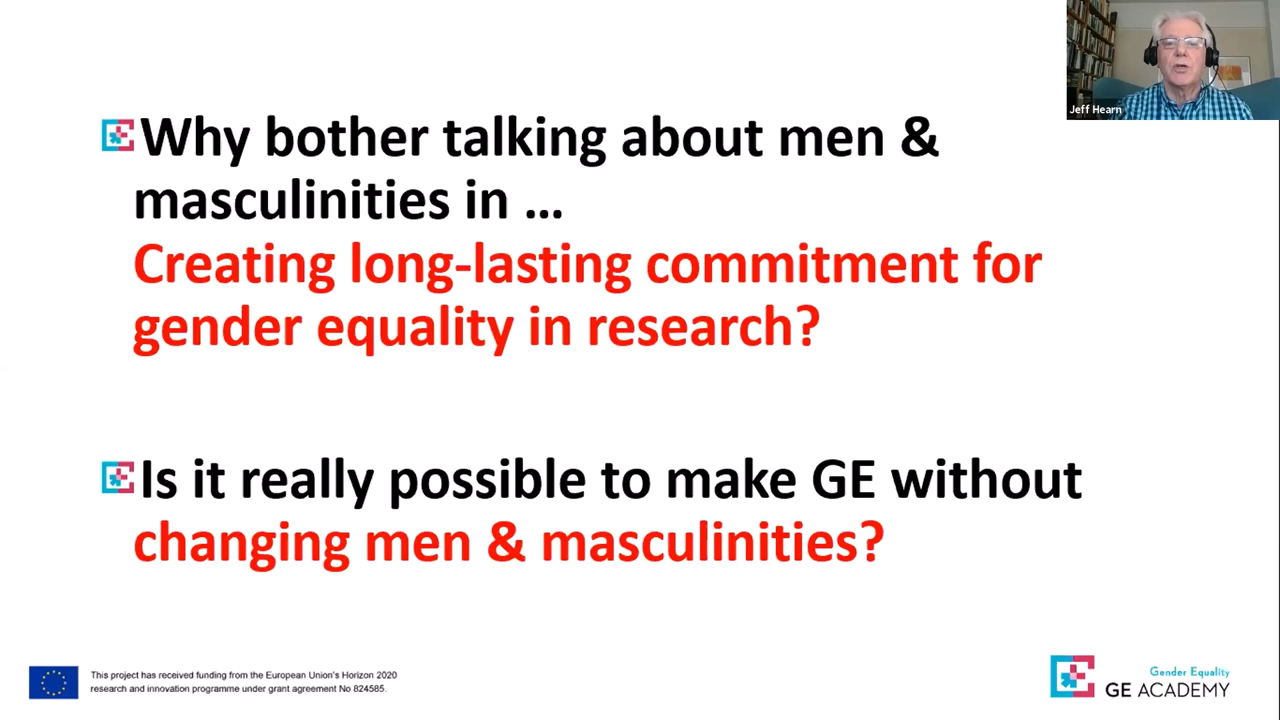 Jeff Hearn
Why bother talking about men &
masculinities in ...
Creating long-lasting commitment for
gender equality in research?
Is it really possible to make GE without
changing men & masculinities?
This project has received funding from the European Union's Horizon 2020
research and innovation programme under grant agreement No 824585.
Gender Equality
GE ACADEMY